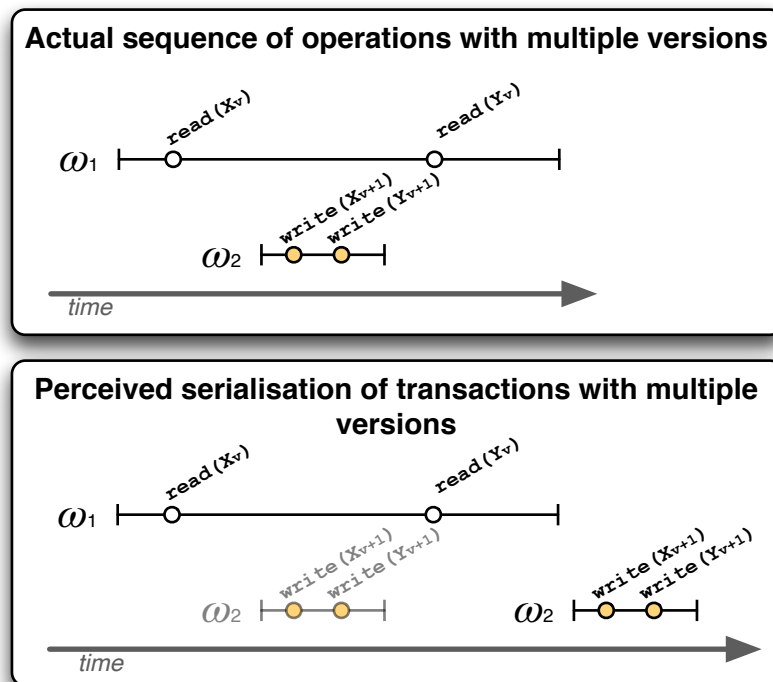 Actual sequence of operations with multiple versions
read(Xv)
read(Yv)
ω1
write(Xv+1)
write(Yv+1)
ω2
time
Perceived serialisation of transactions with multiple
versions
read(Xv)
read(Yv)
ω1
write(Xv+1)
write(Yv+1)
write(Xv+1)
write(Yv+1)
ω2
ω2
time